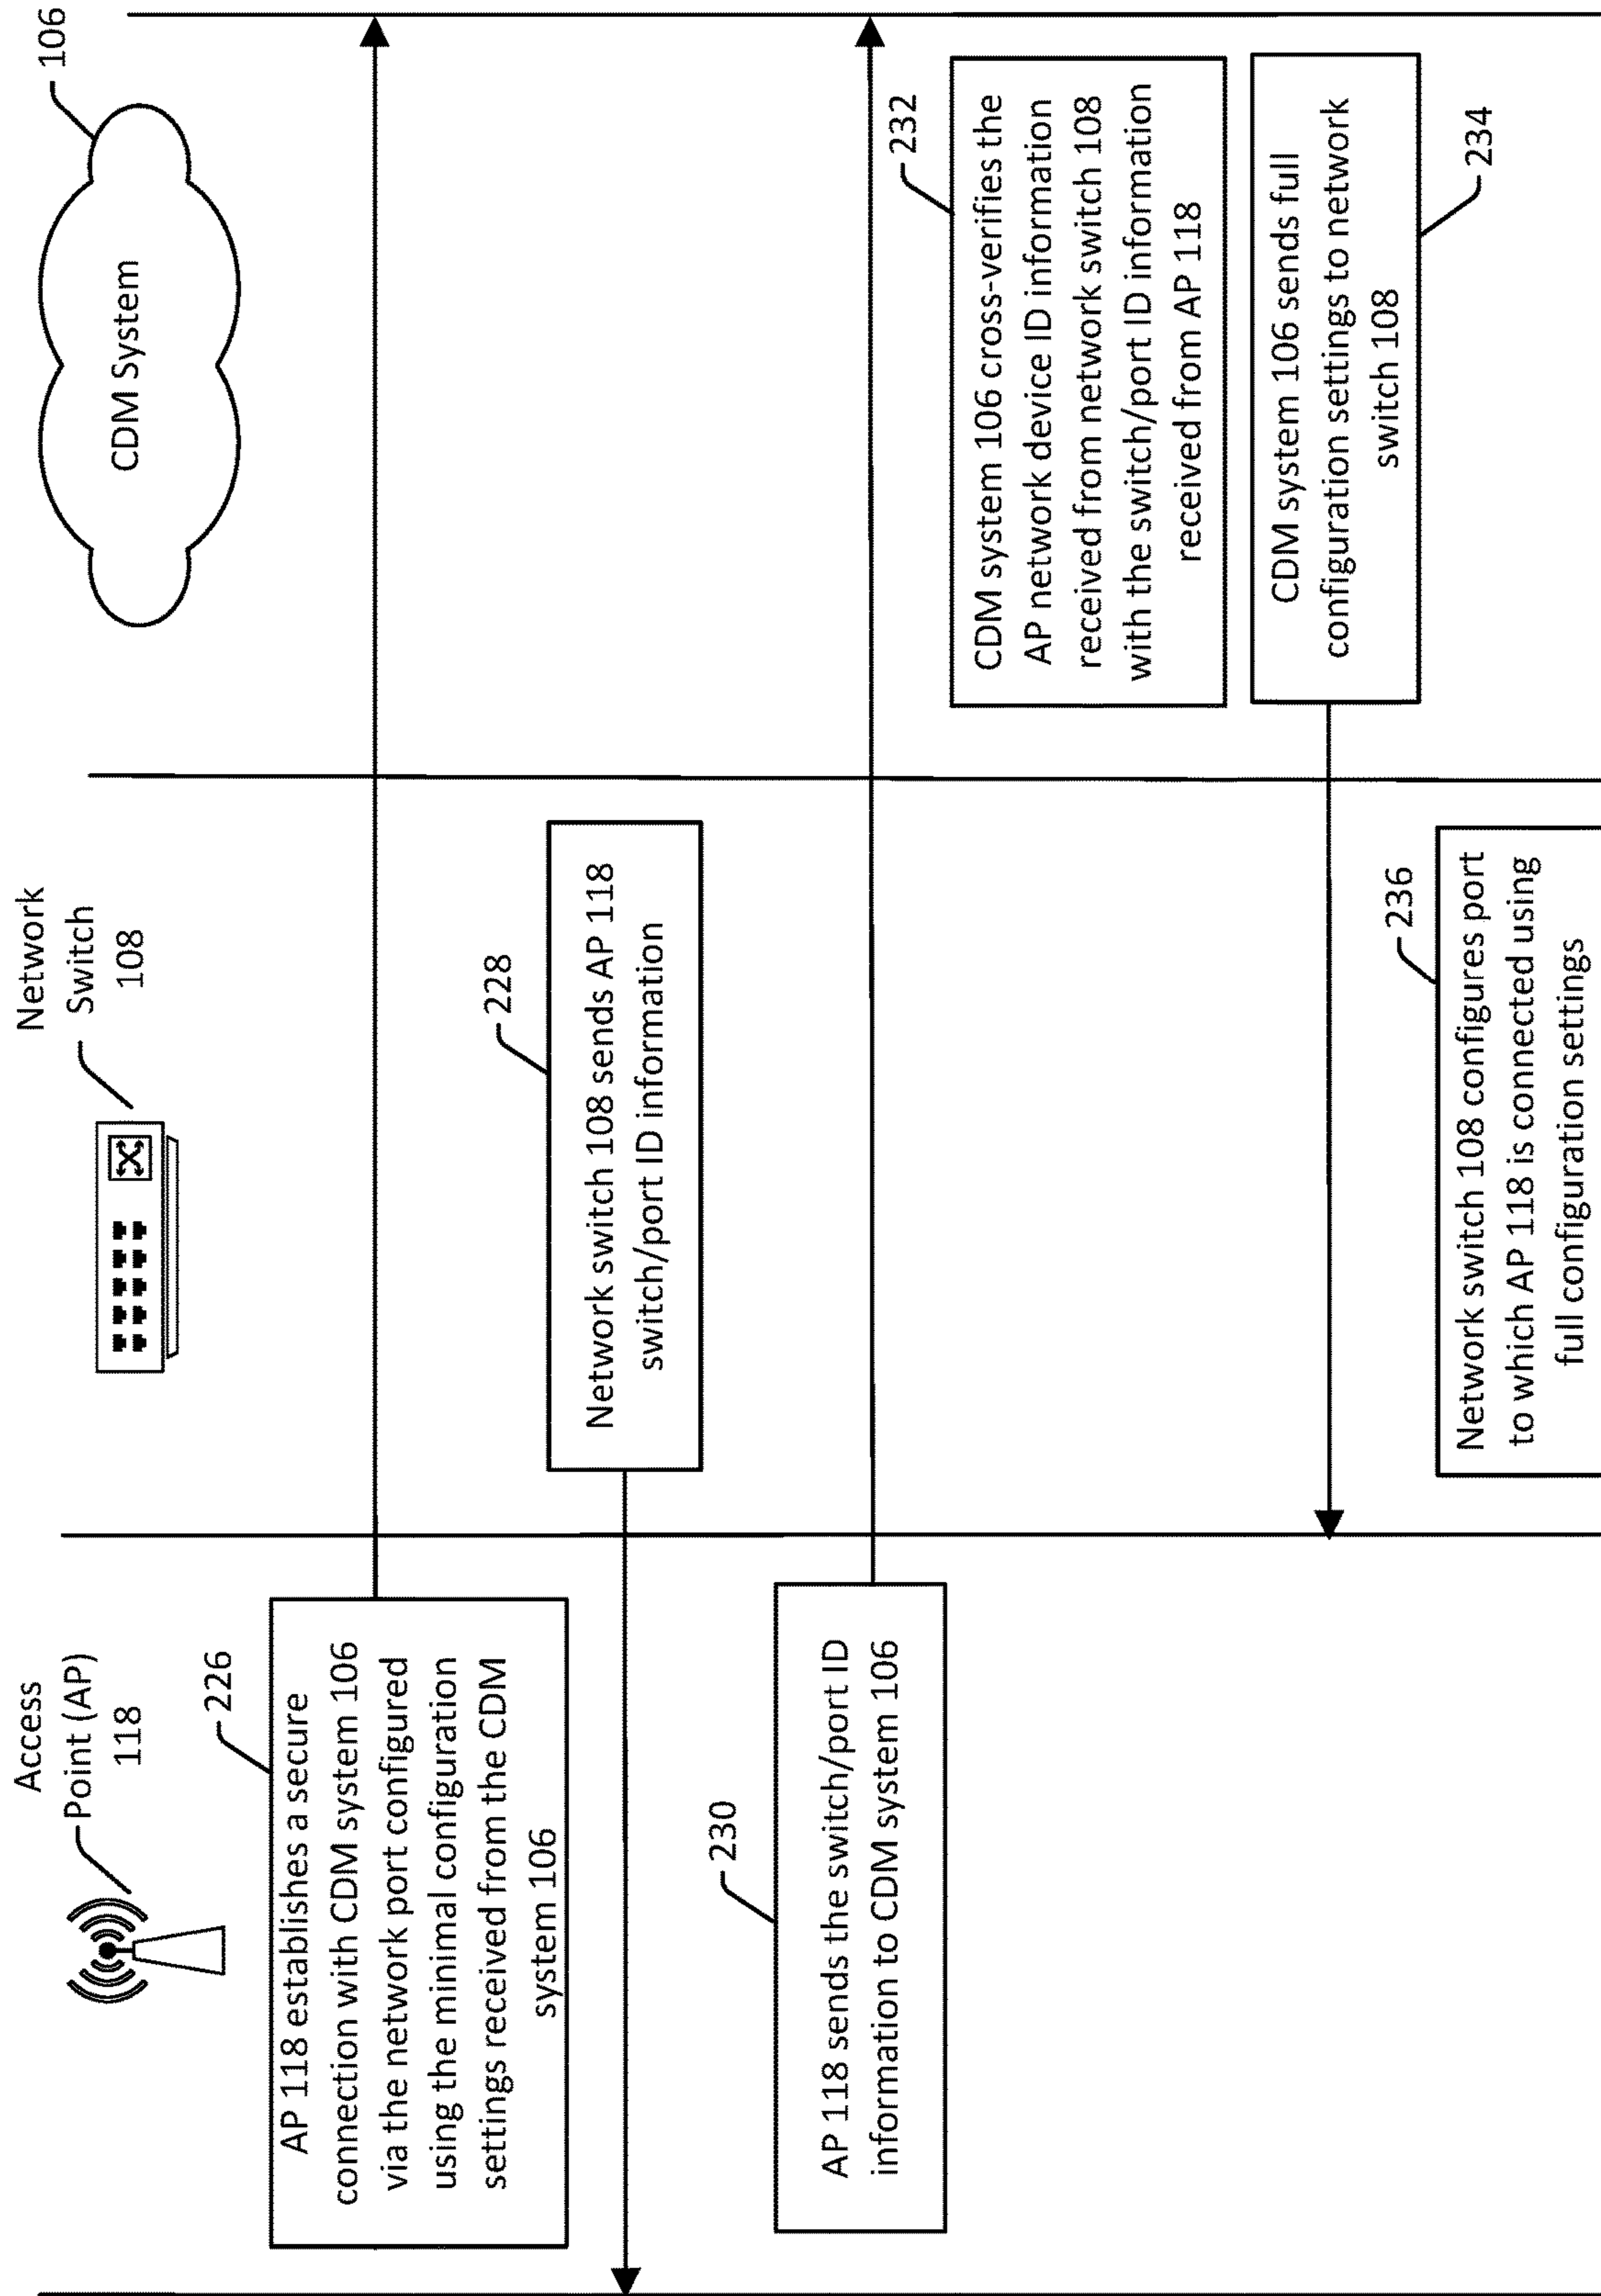 Access
Point (AP)
118
Network
Switch
108
106
CDM System
226
AP 118 establishes a secure
connection with CDM system 106
via the network port configured
using the minimal configuration
settings received from the CDM
system 106
228
Network switch 108 sends AP 118
switch/port ID information
230
AP 118 sends the switch/port ID
information to CDM system 106
232
CDM system 106 cross-verifies the
AP network device ID information
received from network switch 108
with the switch/port ID information
received from AP 118
CDM system 106 sends full
configuration settings to network
switch 108
234
236
Network switch 108 configures port
to which AP 118 is connected using
full configuration settings